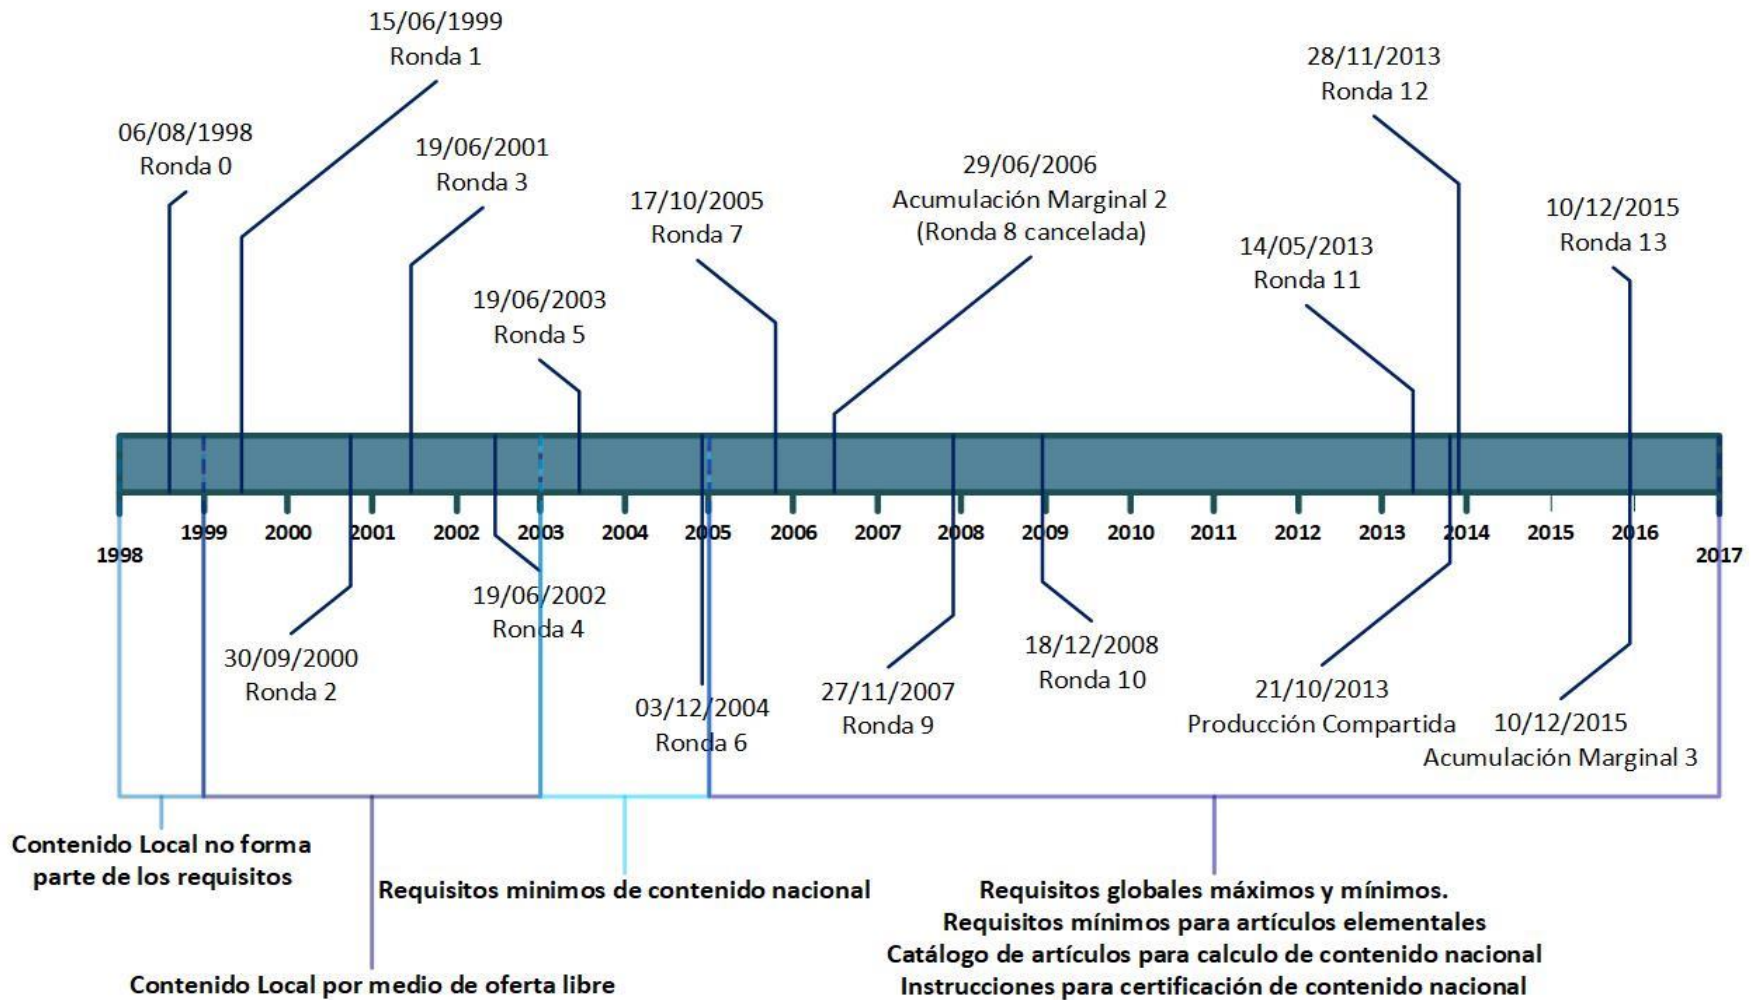 15/06/1999
Ronda 1
28/11/2013
Ronda 12
06/08/1998
Ronda 0
19/06/2001
Ronda 3
29/06/2006
Acumulación Marginal 2
(Ronda 8 cancelada)
17/10/2005
Ronda 7
10/12/2015
Ronda 13
14/05/2013
Ronda 11
19/06/2003
Ronda 5
1998
1999
2000
2001
2002
2003
2004
2005
2006
2007
2008
2009
2010
2011
2012
2013
2014
2015
2016
2017
19/06/2002
Ronda 4
30/09/2000
Ronda 2
18/12/2008
Ronda 10
27/11/2007
Ronda 9
03/12/2004
Ronda 6
21/10/2013
Producción Compartida
10/12/2015
Acumulación Marginal 3
Contenido Local no forma
parte de los requisitos
Contenido Local por medio de oferta libre
Requisitos minimos de contenido nacional
Requisitos globales máximos y mínimos.
Requisitos mínimos para artículos elementales
Catálogo de artículos para calculo de contenido nacional
Instrucciones para certificación de contenido nacional